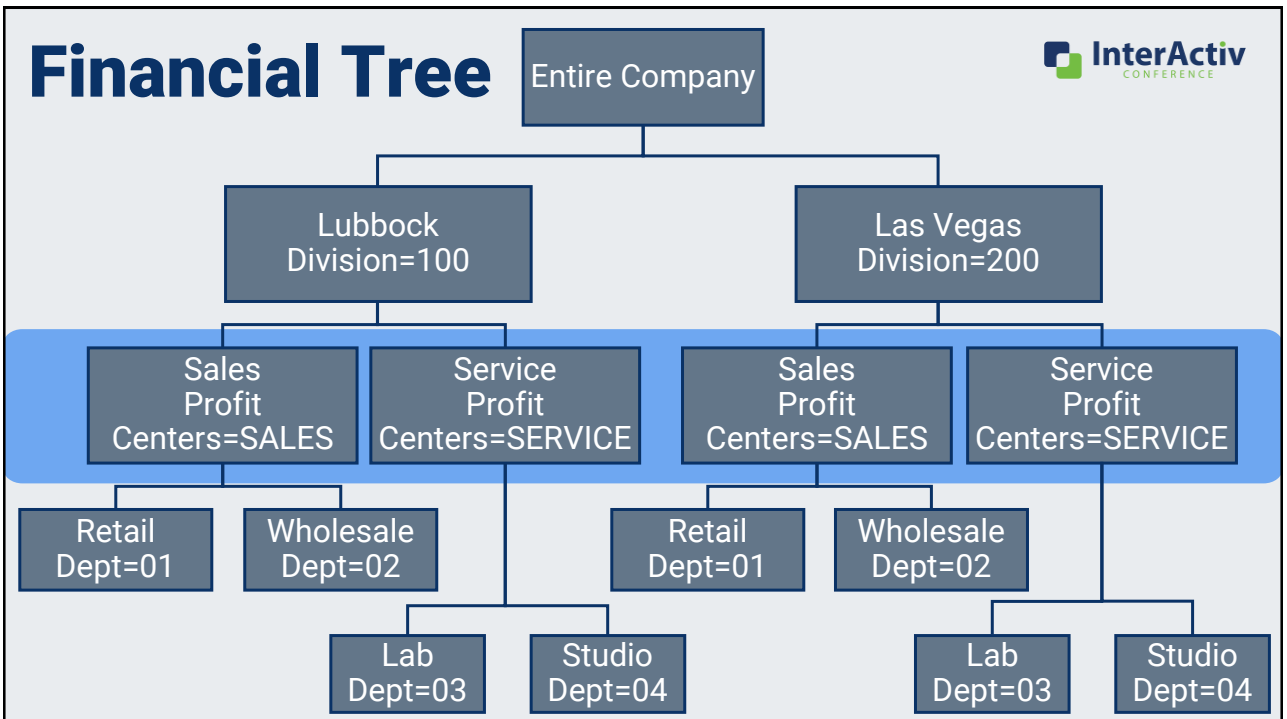 Financial Tree
Entire Company
InterActiv
CONFERENCE
Lubbock
Division=100
Las Vegas
Division=200
Sales
Profit
Centers=SALES
Service
Profit
Centers=SERVICE
Sales
Profit
Centers=SALES
Service
Profit
Centers=SERVICE
Retail
Dept=01
Wholesale
Dept=02
Retail
Dept=01
Wholesale
Dept=02
Lab
Dept=03
Studio
Dept=04
Lab
Dept=03
Studio
Dept=04